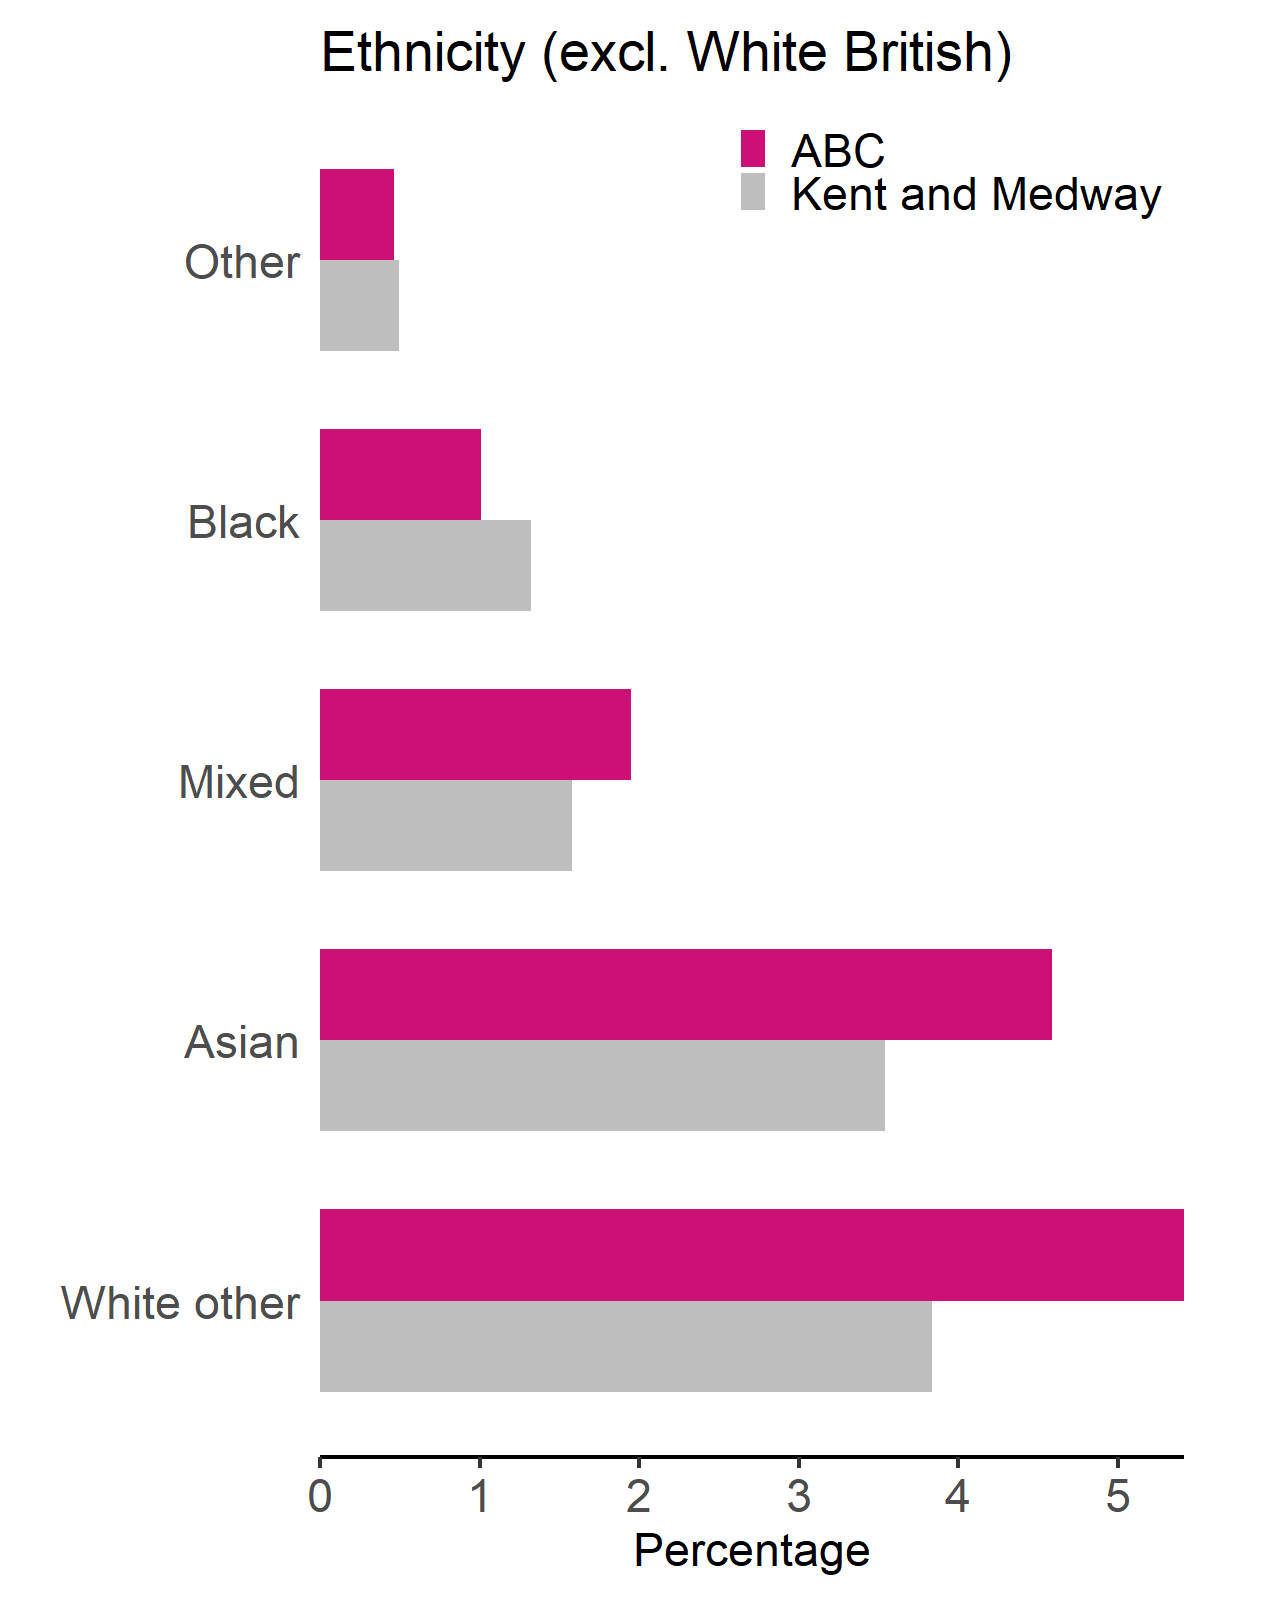 Ethnicity (excl. White British)
ABC
Kent and Medway
Other
Black
Mixed
Asian
White other
0 1 2 3 4 5
Percentage